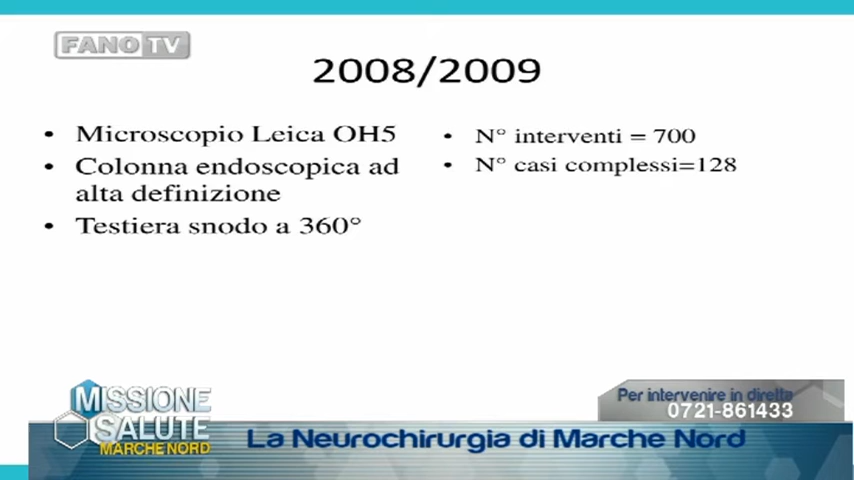 FANO TV
2008/2009
• Microscopio Leica OH5
• Colonna endoscopica ad
alta definizione
• Testiera snodo a 360°
• N° interventi = 700
• N° casi complessi=128
MISSIONE
SALUTE
MARCHE NORD
Per intervenire in diretta
0721-861433
La Neurochirurgia di Marche Nord